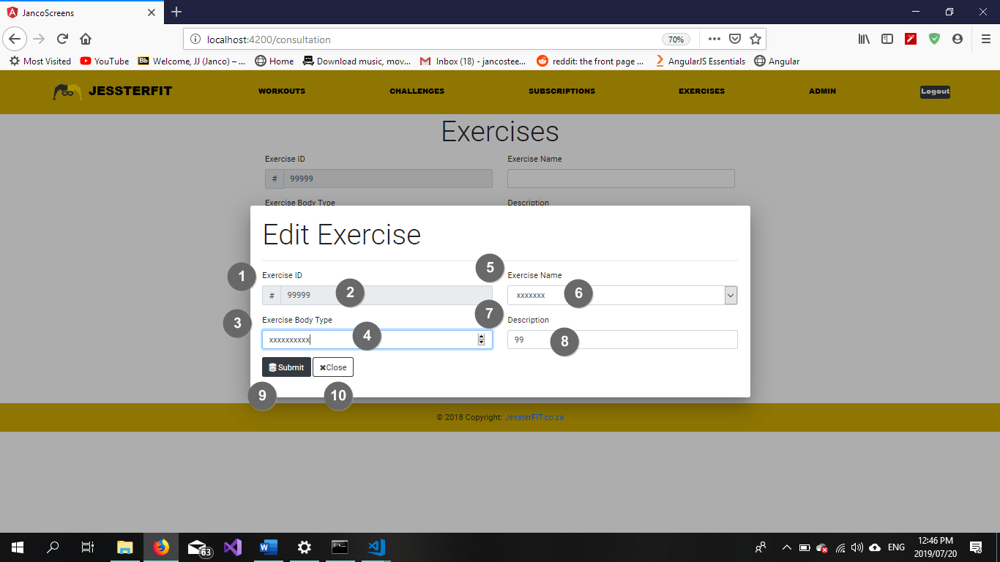 JancoScreens
localhost:4200/consultation
70%
Most Visited YouTube Bb Welcome, JJ (Janco) – ... Home Download music, mov... Inbox (18) - jancostee... reddit: the front page ... AngularJS Essentials Angular
JESSTERFIT WORKOUTS CHALLENGES SUBSCRIPTIONS EXERCISES ADMIN Logout
Exercises
Exercise ID Exercise Name
# 99999
Exercise Body Type Description
Edit Exercise
1 Exercise ID 5 Exercise Name
# 99999 2 xxxxxxx 6
3 Exercise Body Type 7 Description
xxxxxxxxxx 4 99 8
Submit Close
9 10
© 2018 Copyright: JessterFIT.co.za
63 ENG 12:46 PM
2019/07/20